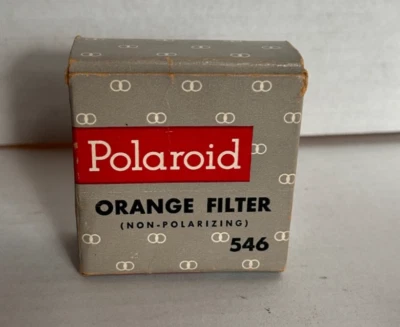 Polaroid
ORANGE FILTER
(NON-POLARIZING)
546